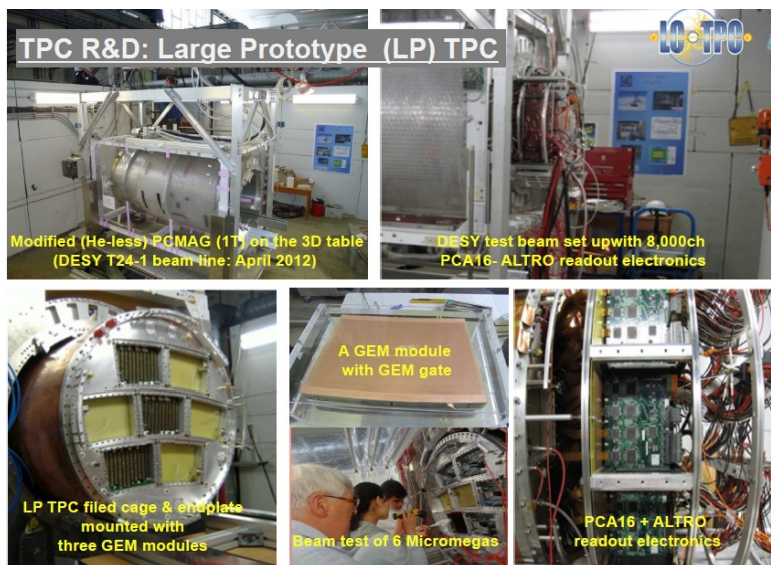 TPC R&D: Large Prototype (LP) TPC
LC TPC
Modified (He-less) PCMAG (1T) on the 3D table
(DESY T24-1 beam line: April 2012)
DESY test beam set upwith 8,000ch
PCA16- ALTRO readout electronics
A GEM module
with GEM gate
LP TPC filed cage & endplate
mounted with
three GEM modules
Beam test of 6 Micromegas
PCA16 + ALTRO
readout electronics